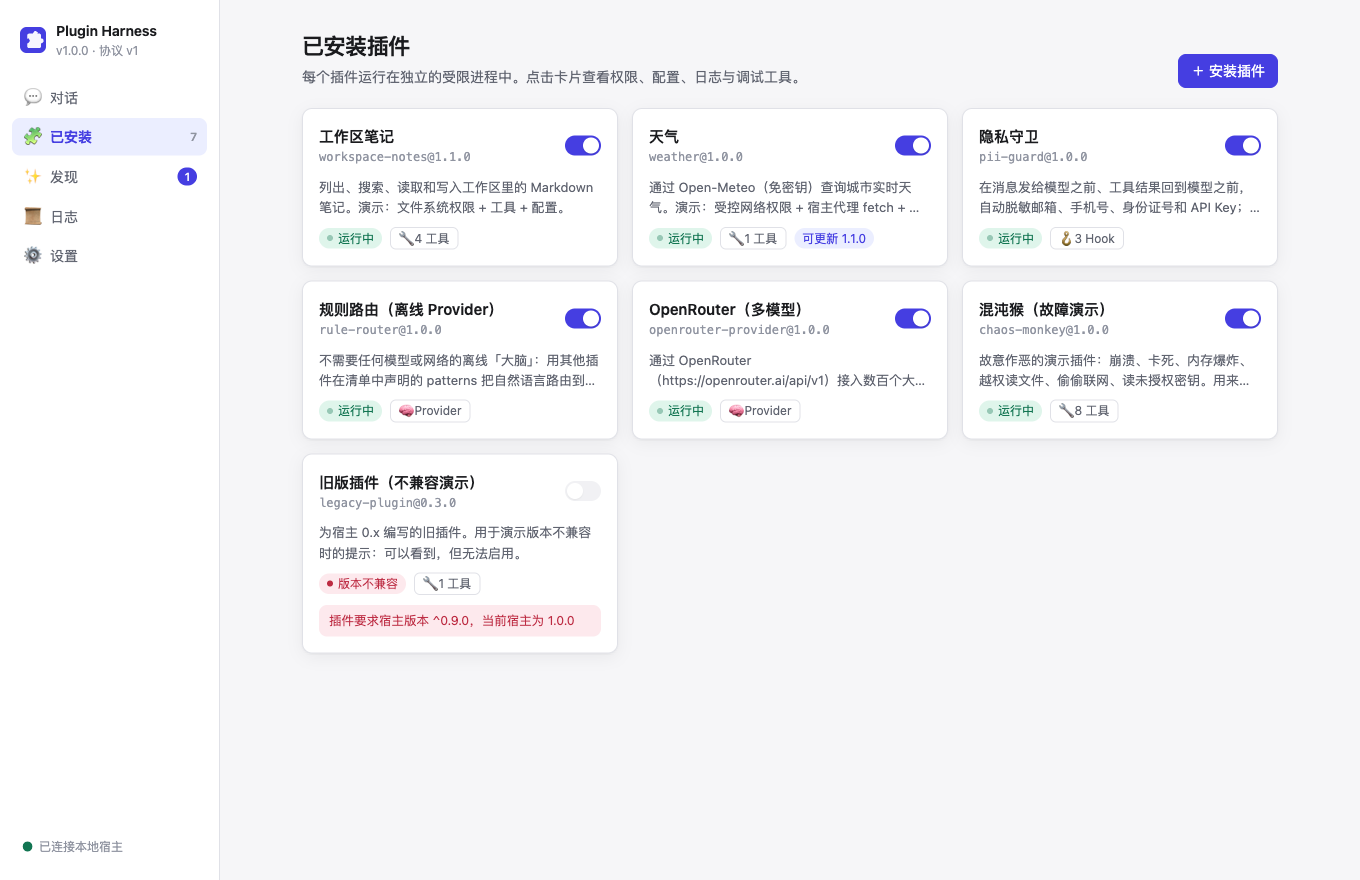 Plugin Harness
v1.0.0 · 协议 v1
对话
已安装 7
发现 1
日志
设置
已连接本地宿主
已安装插件
每个插件运行在独立的受限进程中。点击卡片查看权限、配置、日志与调试工具。
＋ 安装插件
工作区笔记
workspace-notes@1.1.0
列出、搜索、读取和写入工作区里的 Markdown
笔记。演示：文件系统权限 + 工具 + 配置。
运行中 4 工具
天气
weather@1.0.0
通过 Open-Meteo（免密钥）查询城市实时天
气。演示：受控网络权限 + 宿主代理 fetch + ...
运行中 1 工具 可更新 1.1.0
隐私守卫
pii-guard@1.0.0
在消息发给模型之前、工具结果回到模型之前，
自动脱敏邮箱、手机号、身份证号和 API Key；...
运行中 3 Hook
规则路由（离线 Provider）
rule-router@1.0.0
不需要任何模型或网络的离线「大脑」：用其他插
件在清单中声明的 patterns 把自然语言路由到...
运行中 Provider
OpenRouter（多模型）
openrouter-provider@1.0.0
通过 OpenRouter
（https://openrouter.ai/api/v1）接入数百个大...
运行中 Provider
混沌猴（故障演示）
chaos-monkey@1.0.0
故意作恶的演示插件：崩溃、卡死、内存爆炸、
越权读文件、偷偷联网、读未授权密钥。用来...
运行中 8 工具
旧版插件（不兼容演示）
legacy-plugin@0.3.0
为宿主 0.x 编写的旧插件。用于演示版本不兼容
时的提示：可以看到，但无法启用。
版本不兼容 1 工具
插件要求宿主版本 ^0.9.0，当前宿主为 1.0.0